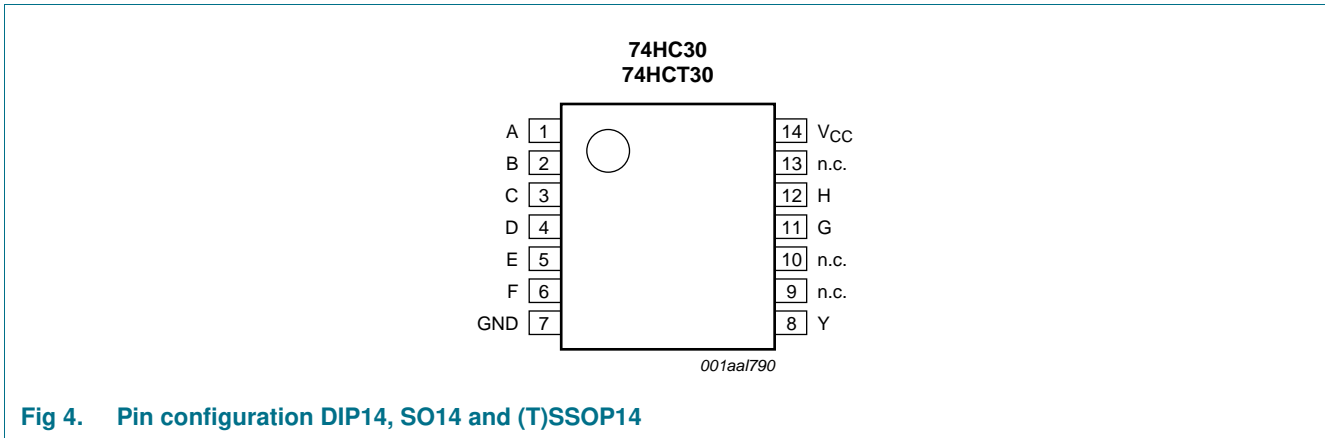 74HC30
74HCT30
A 1 14 VCC
B 2 13 n.c.
C 3 12 H
D 4 11 G
E 5 10 n.c.
F 6 9 n.c.
GND 7 8 Y
001aal790
Fig 4. Pin configuration DIP14, SO14 and (T)SSOP14